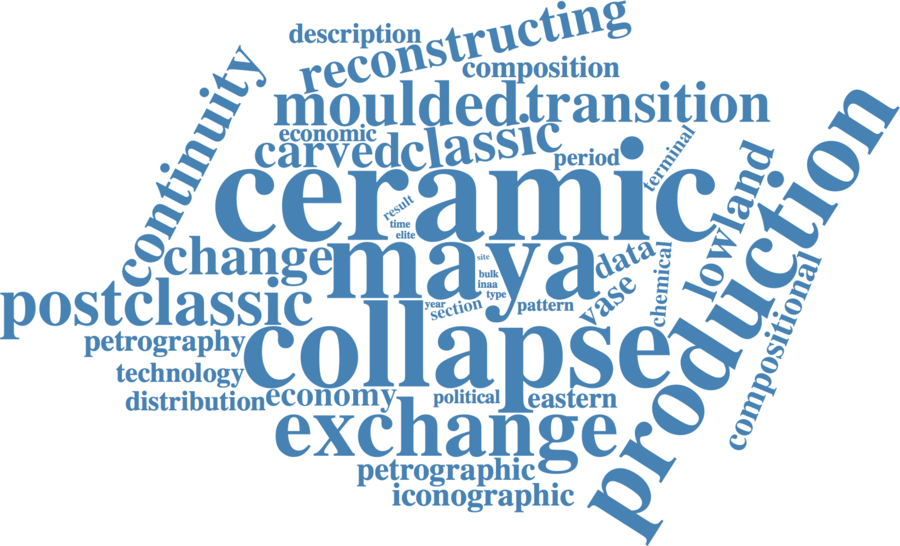 description
reconstructing
composition
continuity
moulded
transition
economic
carved
classic
period
terminal
ceramic
production
lowland
result
time
elite
change
maya
data
site
bulk
inaa
type
chemical
vase
postclassic
year
section
pattern
compositional
petrography
collapse
technology
distribution
economy
political
eastern
exchange
petrographic
iconographic